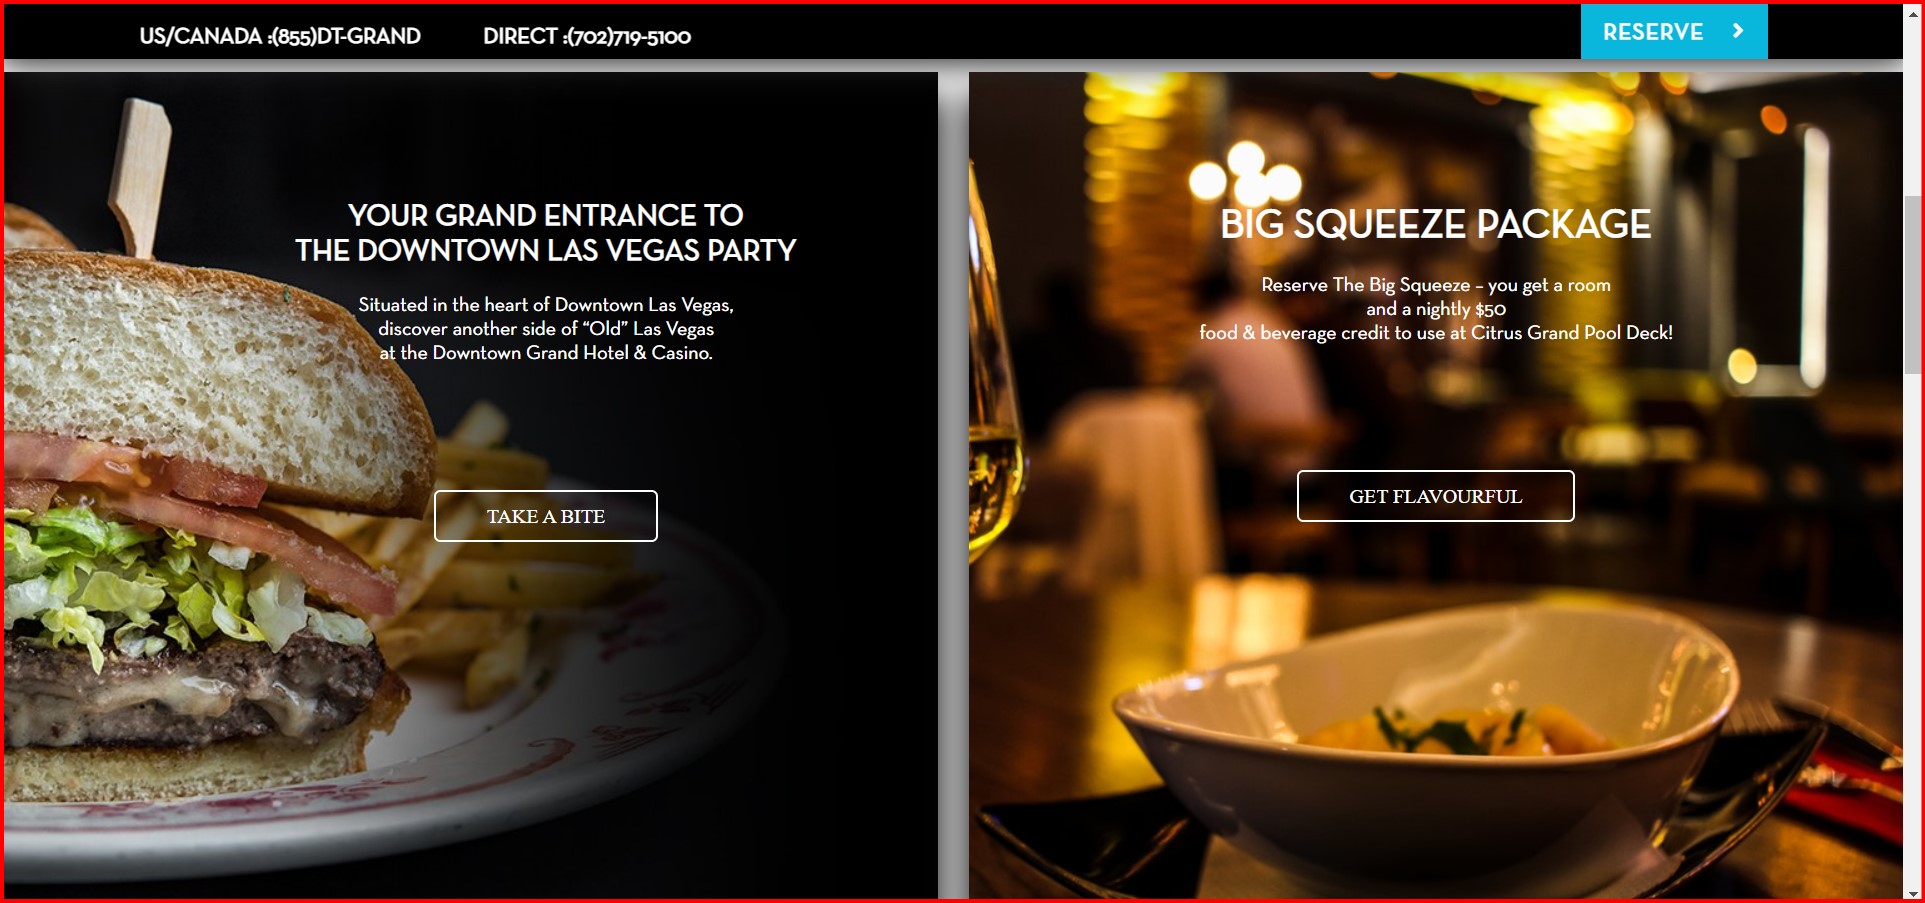 US/CANADA :(855)DT-GRAND
DIRECT :(702)719-5100
RESERVE
YOUR GRAND ENTRANCE TO
THE DOWNTOWN LAS VEGAS PARTY
Situated in the heart of Downtown Las Vegas,
discover another side of “Old” Las Vegas
at the Downtown Grand Hotel & Casino.
TAKE A BITE
BIG SQUEEZE PACKAGE
Reserve The Big Squeeze – you get a room
and a nightly $50
food & beverage credit to use at Citrus Grand Pool Deck!
GET FLAVOURFUL